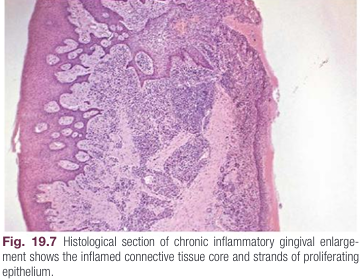 Fig. 19.7 Histological section of chronic inflammatory gingival enlarge-
ment shows the inflamed connective tissue core and strands of proliferating
epithelium.